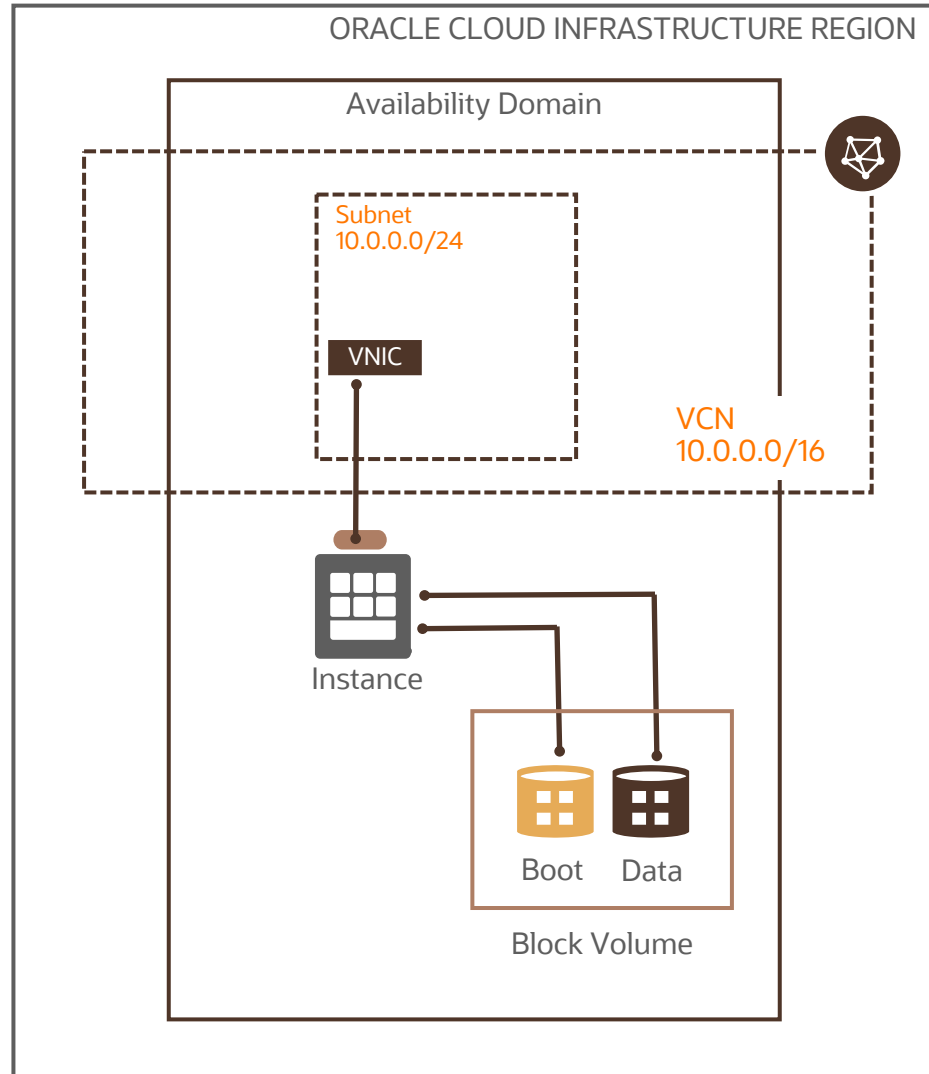 ORACLE CLOUD INFRASTRUCTURE REGION
Availability Domain
Subnet
10.0.0.0/24
VNIC
VCN
10.0.0.0/16
Instance
Boot
Data
Block Volume